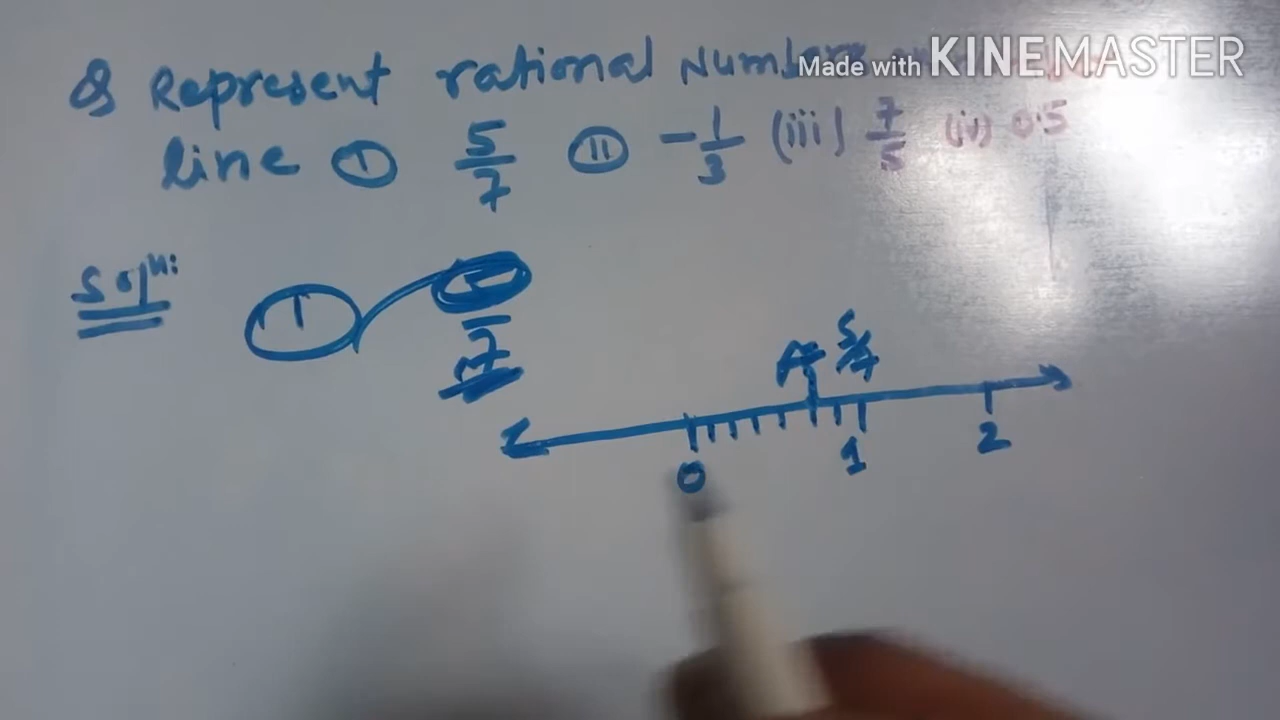 Q Represent rational Numbers
Made with KINEMASTER
line (I) 5/7 (II) -1/3 (iii) 7/5 (iv) 0.5
Soln:
(I) 5/7
5/7
0 1 2